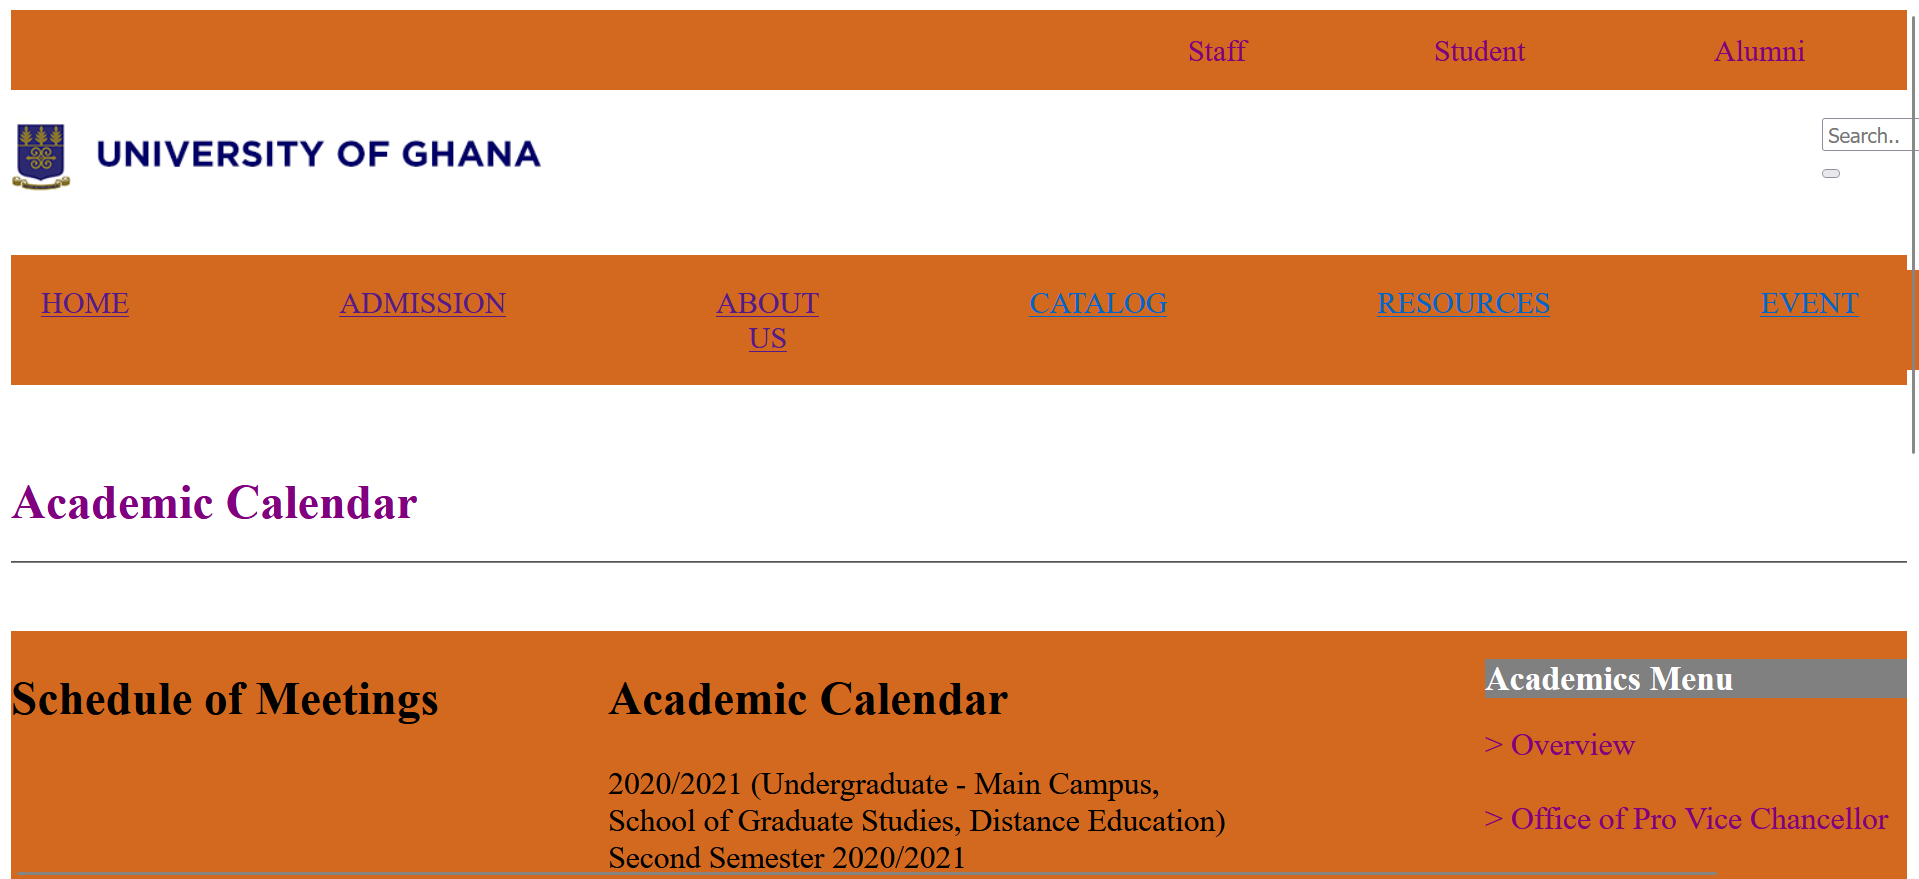 Staff Student Alumni
UNIVERSITY OF GHANA
Search..
HOME ADMISSION ABOUT US CATALOG RESOURCES EVENT
Academic Calendar
Schedule of Meetings
Academic Calendar
2020/2021 (Undergraduate - Main Campus,
School of Graduate Studies, Distance Education)
Second Semester 2020/2021
Academics Menu
> Overview
> Office of Pro Vice Chancellor